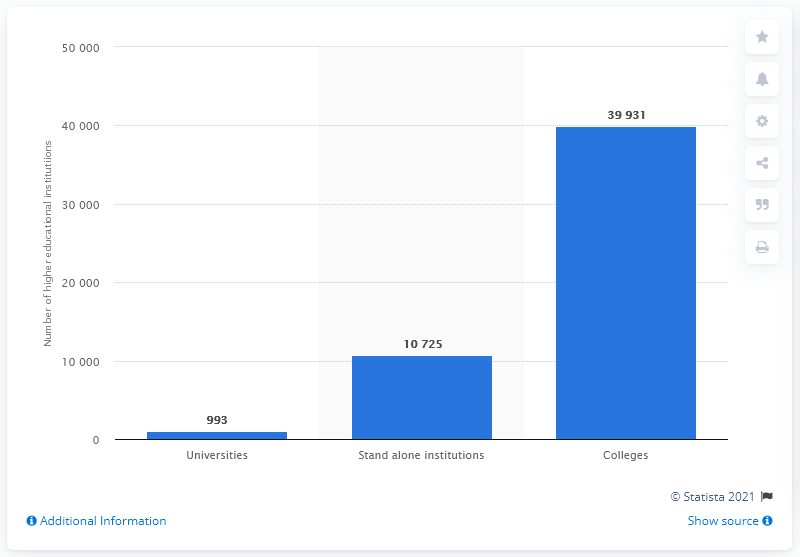 50 000
40 000
30 000
20 000
10 000
0
Number of higher educational institutiions
993
10 725
39 931
Universities
Stand alone institutions
Colleges
© Statista 2021
Additional Information
Show source